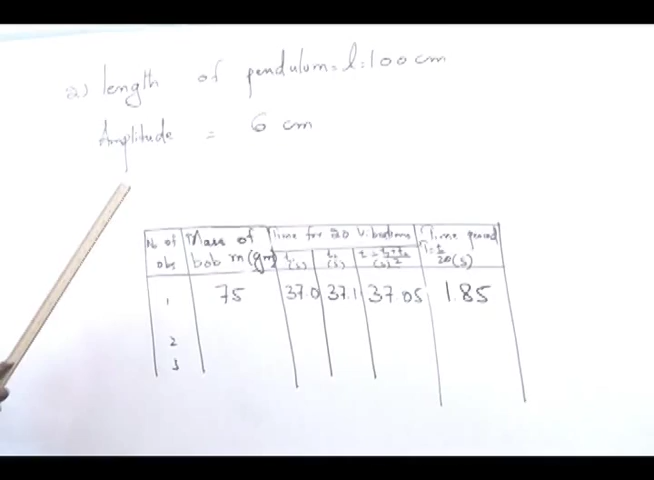 a) length of pendulum = l = 100 cm
Amplitude = 6 cm
No of obs | Mass of bob m (gm) | Time for 20 Vibrations | Time period T = t/20 (s)
t₁ (s) | t₂ (s) | t = t₁+t₂/2 (s)
1 | 75 | 37.0 | 37.1 | 37.05 | 1.85
2
3